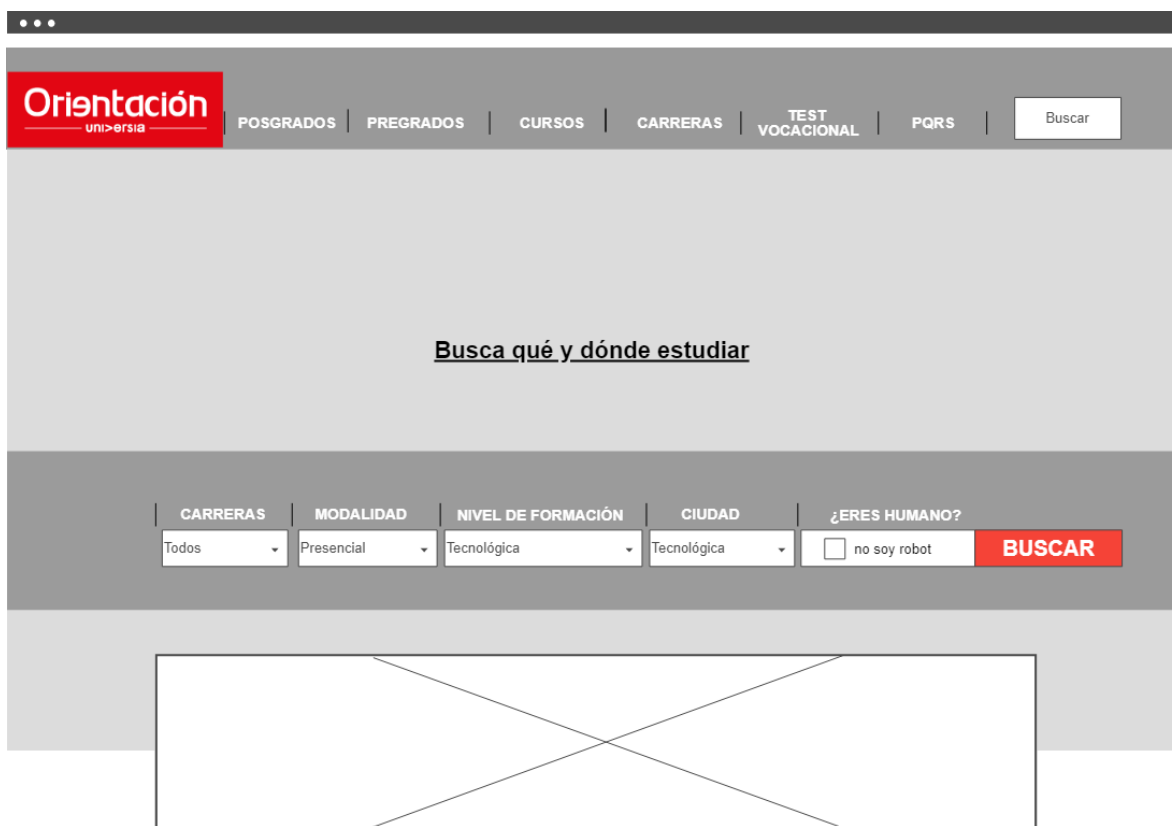 Orientación
uni>ersia
POSGRADOS PREGRADOS CURSOS CARRERAS TEST VOCACIONAL PQRS Buscar
Busca qué y dónde estudiar
CARRERAS MODALIDAD NIVEL DE FORMACIÓN CIUDAD ¿ERES HUMANO?
Todos Presencial Tecnológica Tecnológica no soy robot BUSCAR